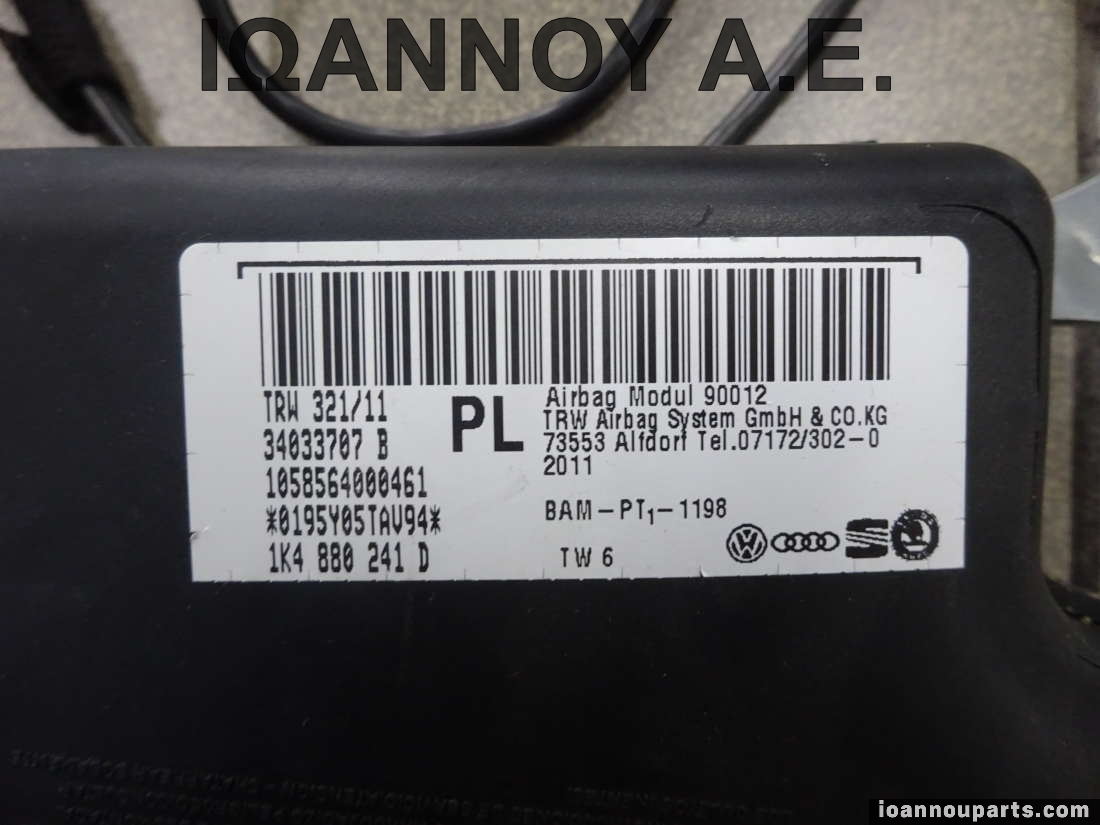 ΙΩΑΝΝΟΥ Α.Ε.
TRW 321/11
34033707 B
1058564000461
*0195Y05TAV94*
1K4 880 241 D
PL
Airbag Modul 90012
TRW Airbag System GmbH & CO.KG
73553 Alfdorf Tel.07172/302-0
2011
BAM-PT1-1198
TW 6
ioannouparts.com